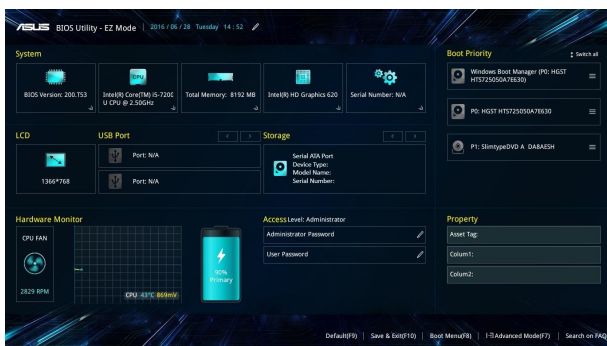 ASUS BIOS Utility - EZ Mode | 2016 / 06 / 28 Tuesday 14 : 52
System
BIOS Version: 200.T53
Intel(R) Core(TM) i5-7200
U CPU @ 2.50GHz
Total Memory: 8192 MB
Intel(R) HD Graphics 620
Serial Number: N/A
LCD
1366*768
USB Port
Port: N/A
Port: N/A
Storage
Serial ATA Port
Device Type:
Model Name:
Serial Number:
Boot Priority
Switch all
Windows Boot Manager (P0: HGST
HTS725050A7E630)
P0: HGST HTS725050A7E630
P1: SlimtypeDVD A DA8AESH
Hardware Monitor
CPU FAN
2829 RPM
CPU 43°C 869mV
90%
Primary
Access Level: Administrator
Administrator Password
User Password
Property
Asset Tag:
Colum1:
Colum2:
Default(F9) | Save & Exit(F10) | Boot Menu(F8) | Advanced Mode(F7) | Search on FAQ